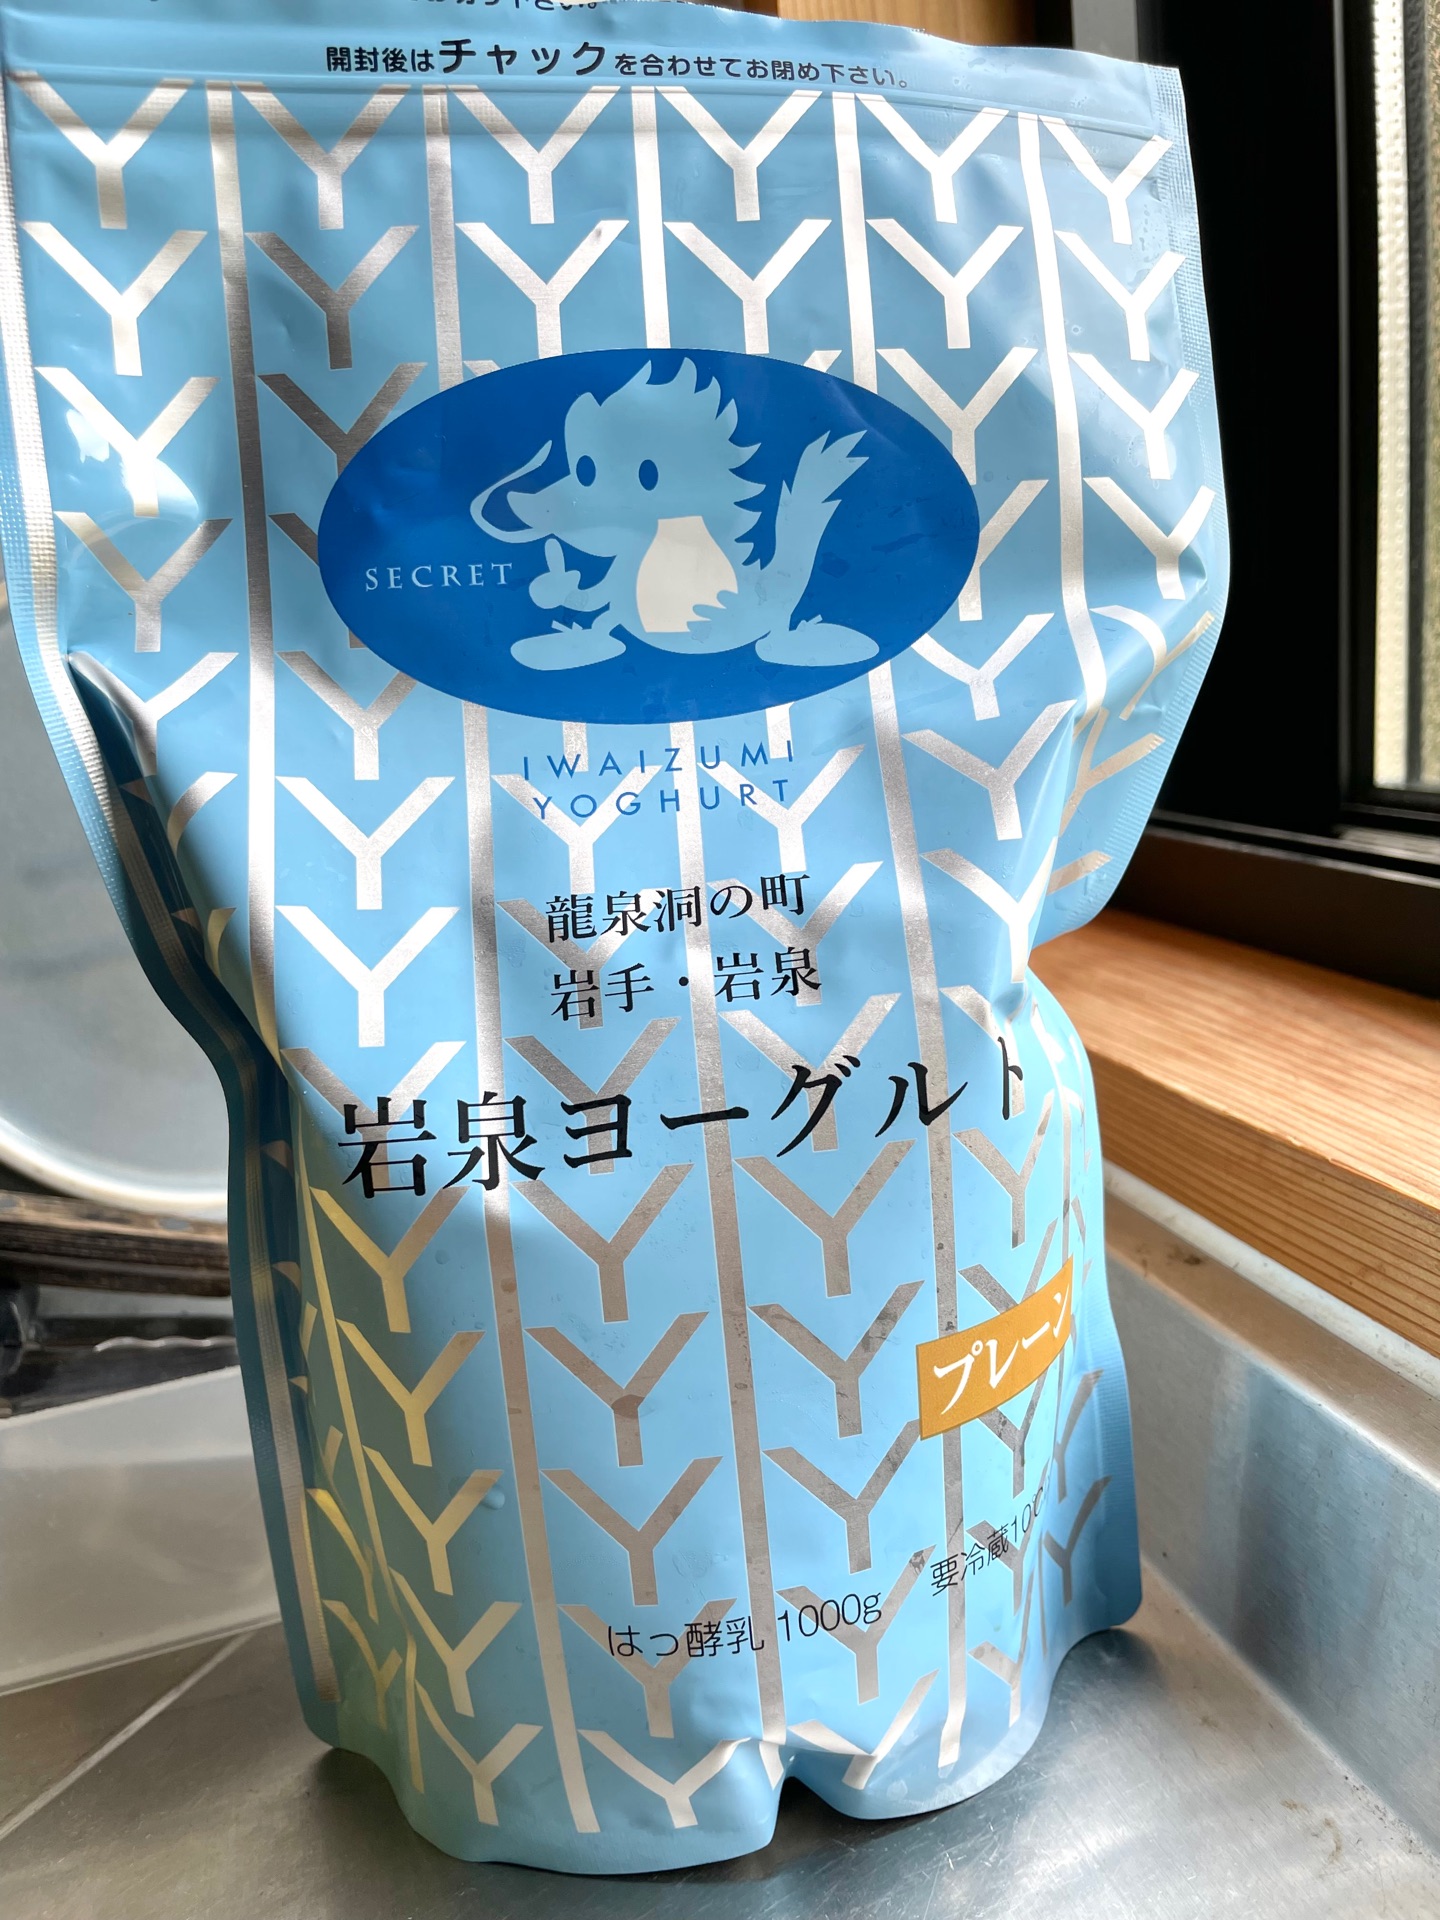 開封後はチャックを合わせてお閉め下さい。
SECRET
IWAIZUMI
YOGHURT
龍泉洞の町
岩手・岩泉
岩泉ヨーグルト
プレーン
要冷蔵10℃
はっ酵乳 1000g